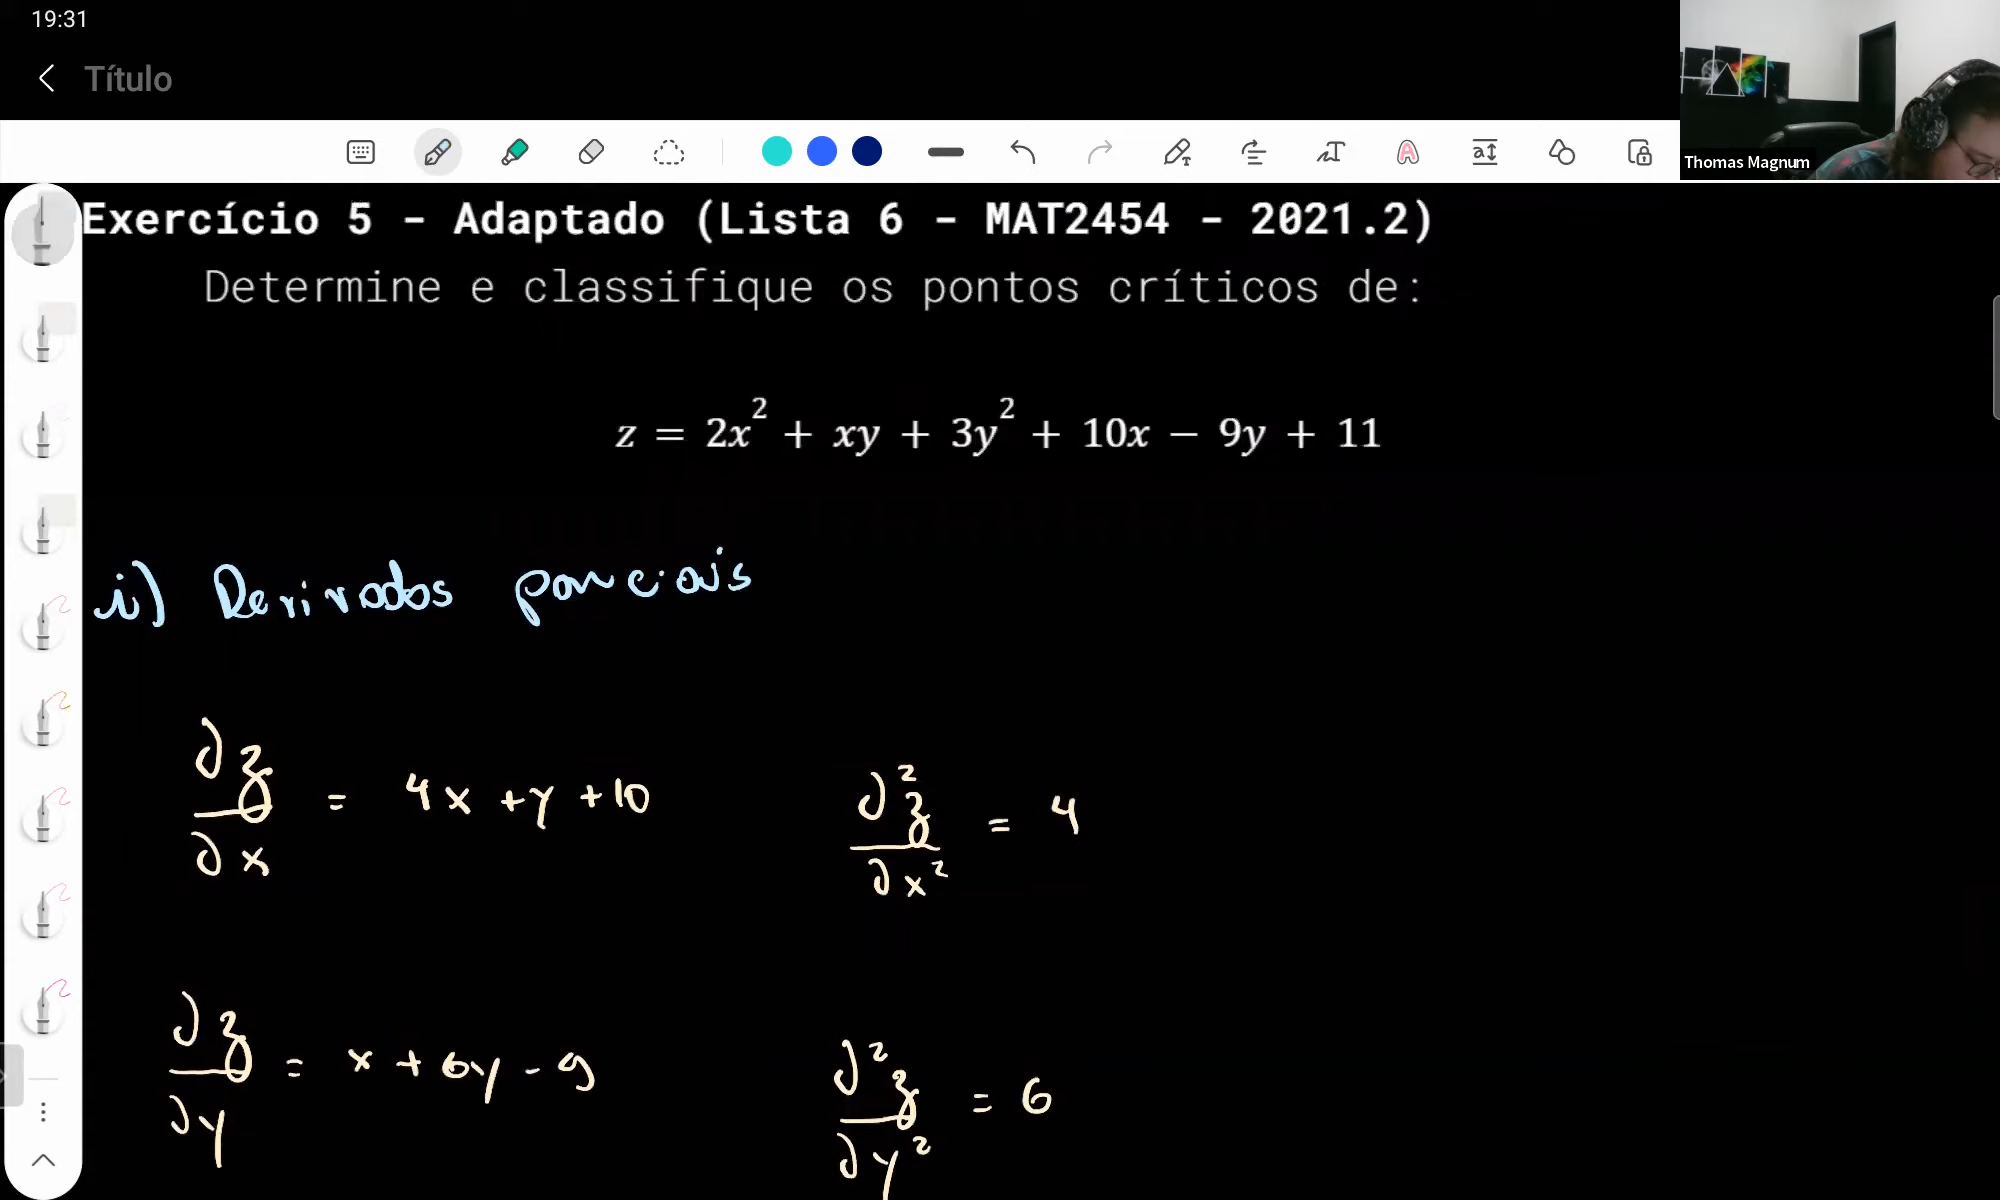 19:31
Título
Thomas Magnum
Exercício 5 - Adaptado (Lista 6 - MAT2454 - 2021.2)
Determine e classifique os pontos críticos de:
z = 2x² + xy + 3y² + 10x − 9y + 11
i) Derivadas parciais
∂z/∂x = 4x + y + 10
∂²z/∂x² = 4
∂z/∂y = x + 6y - 9
∂²z/∂y² = 6